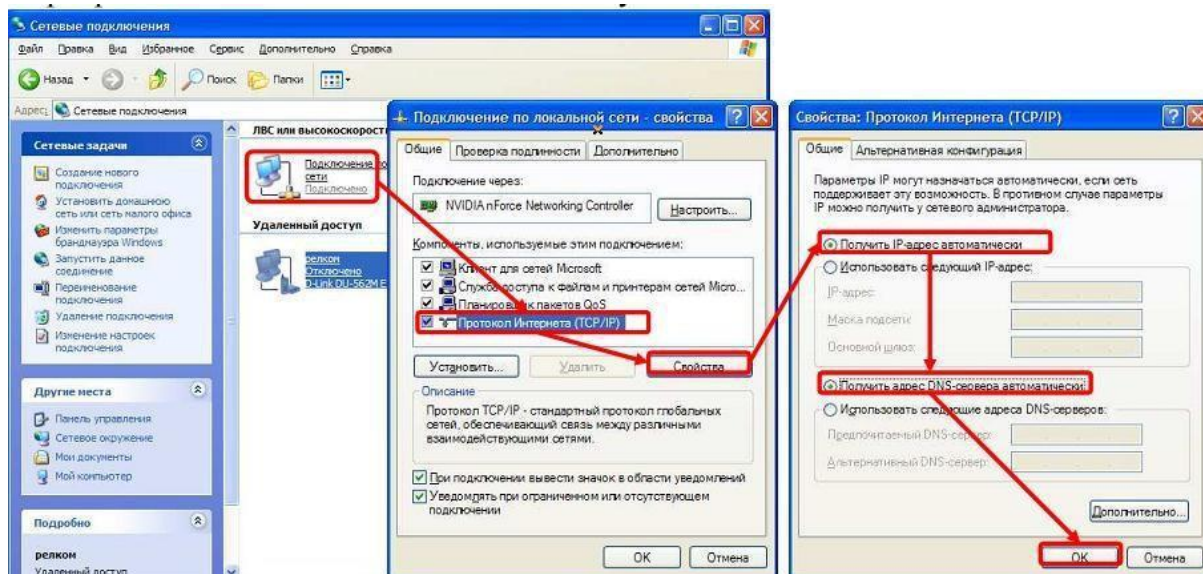 Сетевые подключения
Файл Правка Вид Избранное Сервис Дополнительно Справка
Назад Поиск Папки
Адрес: Сетевые подключения
Сетевые задачи
Создание нового
подключения
Установить домашнюю
сеть или сеть малого офиса
Изменить параметры
брандмауэра Windows
Запустить данное
соединение
Переименование
подключения
Удаление подключения
Изменение настроек
подключения
Другие места
Панель управления
Сетевое окружение
Мои документы
Мой компьютер
Подробно
релком
Удаленный доступ
ЛВС или высокоскорост
Подключение по
сети
Подключено
Удаленный доступ
релком
Отключено
D-Link DU-562M E
Подключение по локальной сети - свойства
Общие Проверка подлинности Дополнительно
Подключение через:
NVIDIA nForce Networking Controller Настроить...
Компоненты, используемые этим подключением:
Клиент для сетей Microsoft
Служба доступа к файлам и принтерам сетей Micro...
Планировщик пакетов QoS
Протокол Интернета (TCP/IP)
Установить... Удалить Свойства
Описание
Протокол TCP/IP - стандартный протокол глобальных
сетей, обеспечивающий связь между различными
взаимодействующими сетями.
При подключении вывести значок в области уведомлений
Уведомлять при ограниченном или отсутствующем
подключении
OK Отмена
Свойства: Протокол Интернета (TCP/IP)
Общие Альтернативная конфигурация
Параметры IP могут назначаться автоматически, если сеть
поддерживает эту возможность. В противном случае параметры
IP можно получить у сетевого администратора.
Получить IP-адрес автоматически
Использовать следующий IP-адрес:
IP-адрес:
Маска подсети:
Основной шлюз:
Получить адрес DNS-сервера автоматически
Использовать следующие адреса DNS-серверов:
Предпочитаемый DNS-сервер:
Альтернативный DNS-сервер:
Дополнительно...
OK Отмена